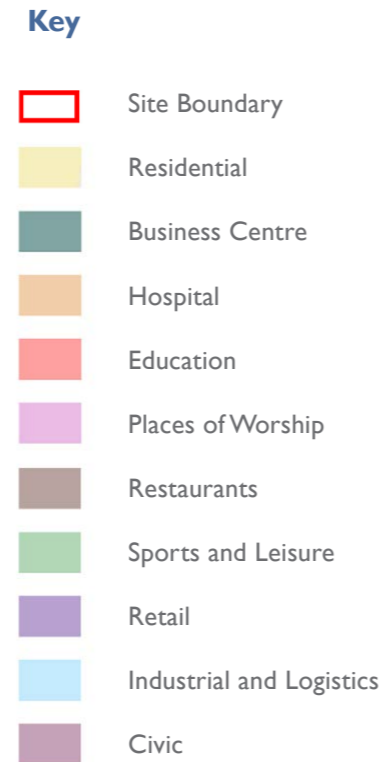 Key
Site Boundary
Residential
Business Centre
Hospital
Education
Places of Worship
Restaurants
Sports and Leisure
Retail
Industrial and Logistics
Civic